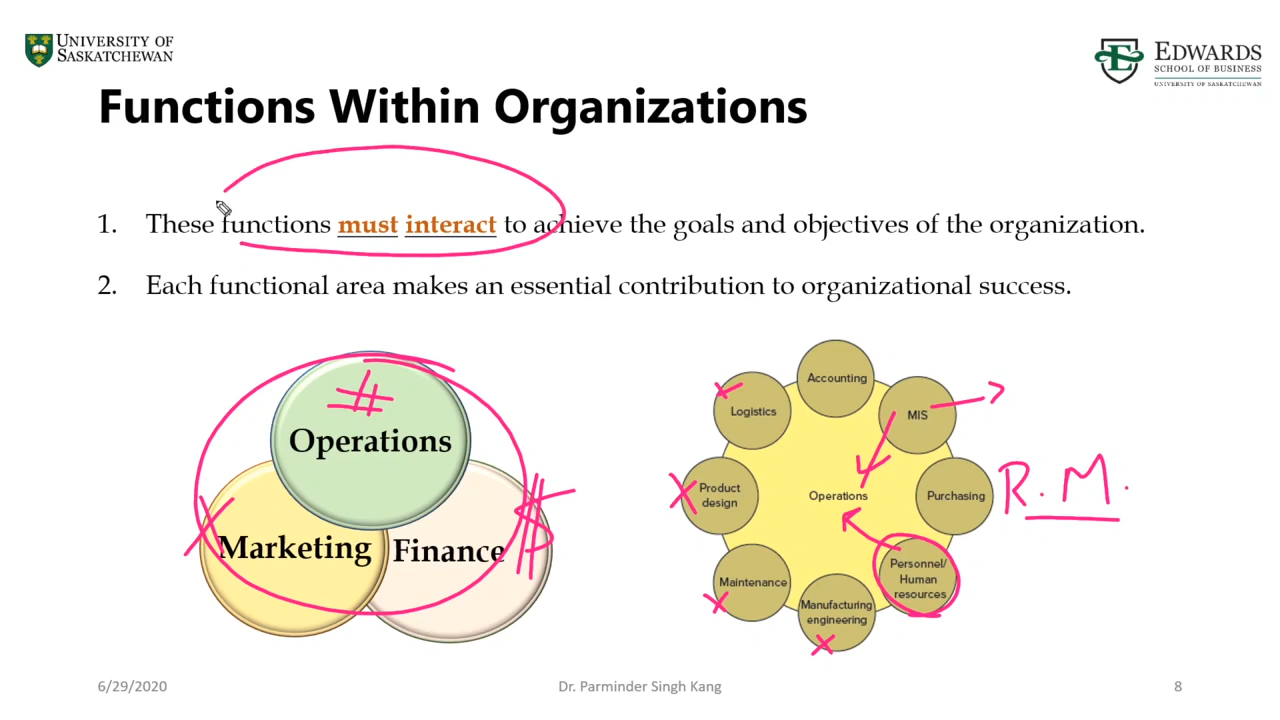 UNIVERSITY OF
SASKATCHEWAN
EDWARDS
SCHOOL OF BUSINESS
UNIVERSITY OF SASKATCHEWAN
Functions Within Organizations
1. These functions must interact to achieve the goals and objectives of the organization.
2. Each functional area makes an essential contribution to organizational success.
#
Operations
Marketing
Finance
$
Accounting
Logistics
MIS
Product
design
Operations
Purchasing
R.M.
Maintenance
Manufacturing
engineering
Personnel/
Human
resources
6/29/2020
Dr. Parminder Singh Kang
8